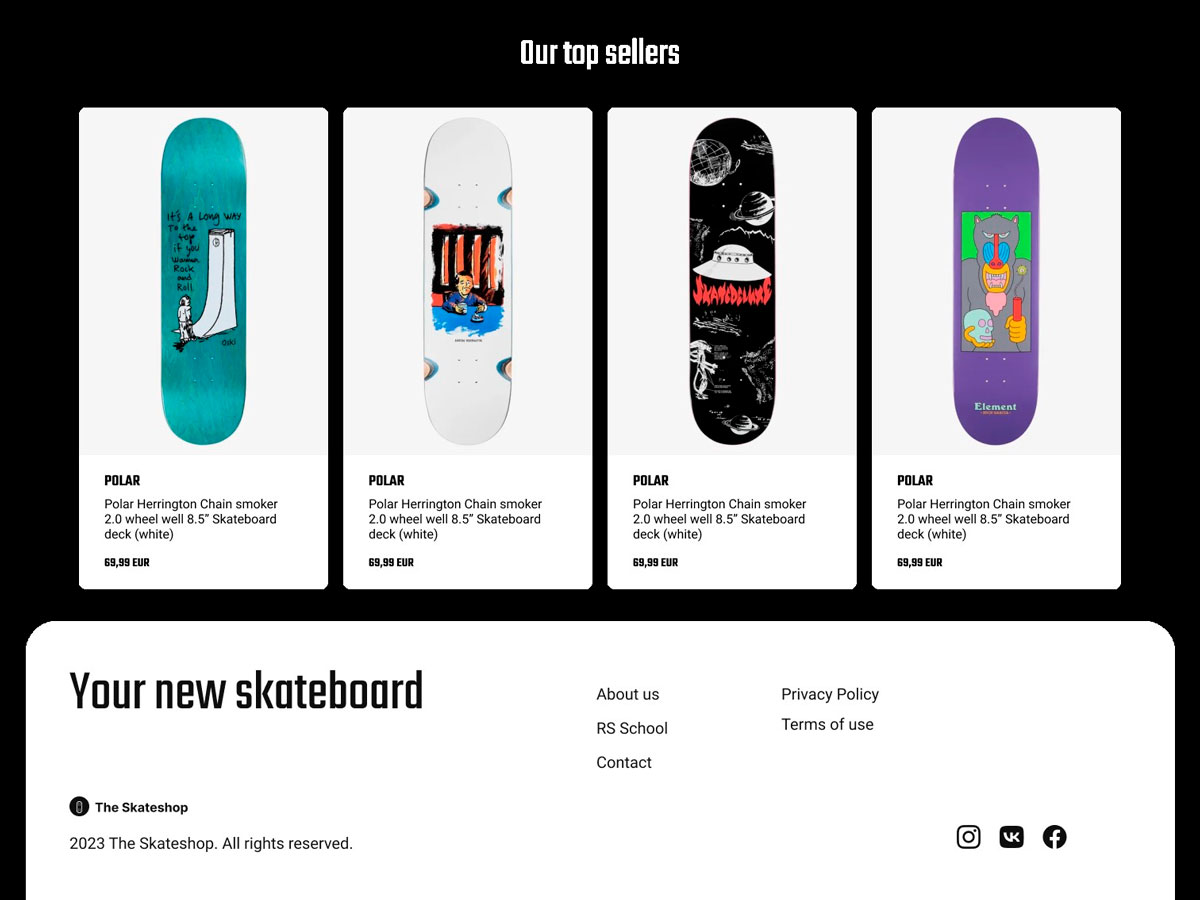 Our top sellers
It's A Long WAY
To the
top
if you
Wanna
Rock
and
Roll
OSKI
SKATEDELUXE
Element
POLAR
Polar Herrington Chain smoker
2.0 wheel well 8.5” Skateboard
deck (white)
69,99 EUR
POLAR
Polar Herrington Chain smoker
2.0 wheel well 8.5” Skateboard
deck (white)
69,99 EUR
POLAR
Polar Herrington Chain smoker
2.0 wheel well 8.5” Skateboard
deck (white)
69,99 EUR
POLAR
Polar Herrington Chain smoker
2.0 wheel well 8.5” Skateboard
deck (white)
69,99 EUR
Your new skateboard
About us
RS School
Contact
Privacy Policy
Terms of use
The Skateshop
2023 The Skateshop. All rights reserved.